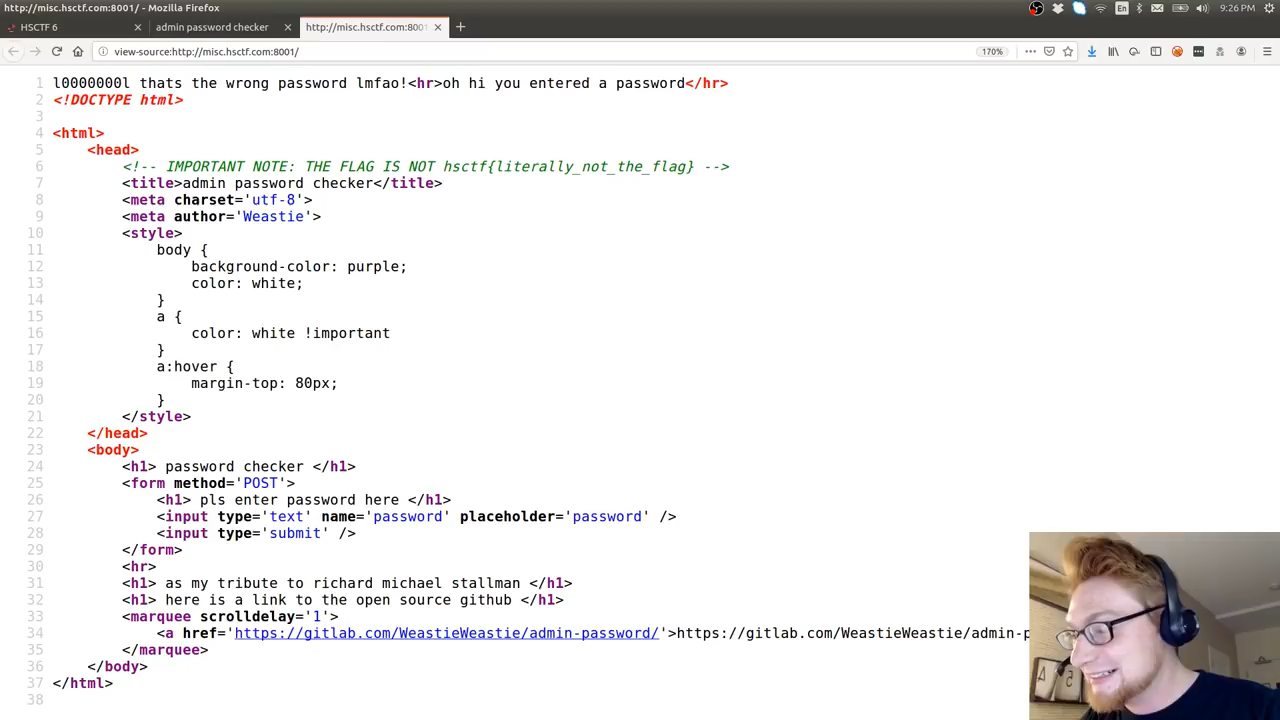 http://misc.hsctf.com:8001/ - Mozilla Firefox
En 9:26 PM
HSCTF 6 × admin password checker × http://misc.hsctf.com:8001 × +
view-source:http://misc.hsctf.com:8001/ 170%
1 l0000000l thats the wrong password lmfao!<hr>oh hi you entered a password</hr>
2 <!DOCTYPE html>
3
4 <html>
5 <head>
6 <!-- IMPORTANT NOTE: THE FLAG IS NOT hsctf{literally_not_the_flag} -->
7 <title>admin password checker</title>
8 <meta charset='utf-8'>
9 <meta author='Weastie'>
10 <style>
11 body {
12 background-color: purple;
13 color: white;
14 }
15 a {
16 color: white !important
17 }
18 a:hover {
19 margin-top: 80px;
20 }
21 </style>
22 </head>
23 <body>
24 <h1> password checker </h1>
25 <form method='POST'>
26 <h1> pls enter password here </h1>
27 <input type='text' name='password' placeholder='password' />
28 <input type='submit' />
29 </form>
30 <hr>
31 <h1> as my tribute to richard michael stallman </h1>
32 <h1> here is a link to the open source github </h1>
33 <marquee scrolldelay='1'>
34 <a href='https://gitlab.com/WeastieWeastie/admin-password/'>https://gitlab.com/WeastieWeastie/admin-p
35 </marquee>
36 </body>
37 </html>
38